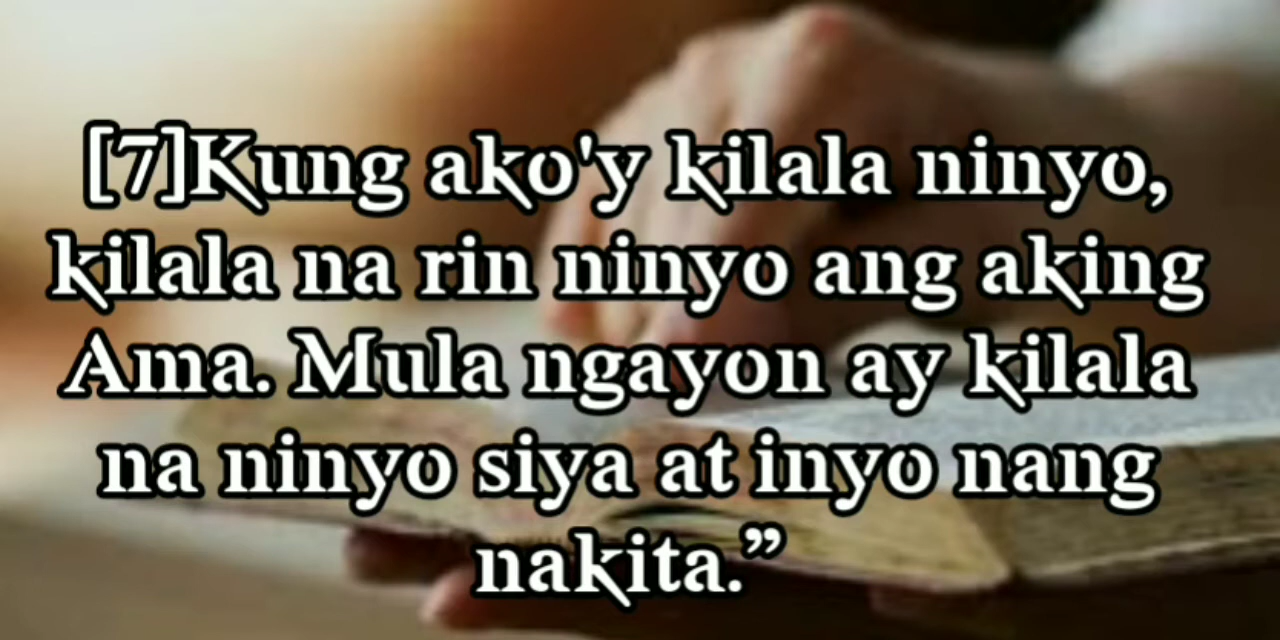 [7]Kung ako'y kilala ninyo,
kilala na rin ninyo ang aking
Ama. Mula ngayon ay kilala
na ninyo siya at inyo nang
nakita.”